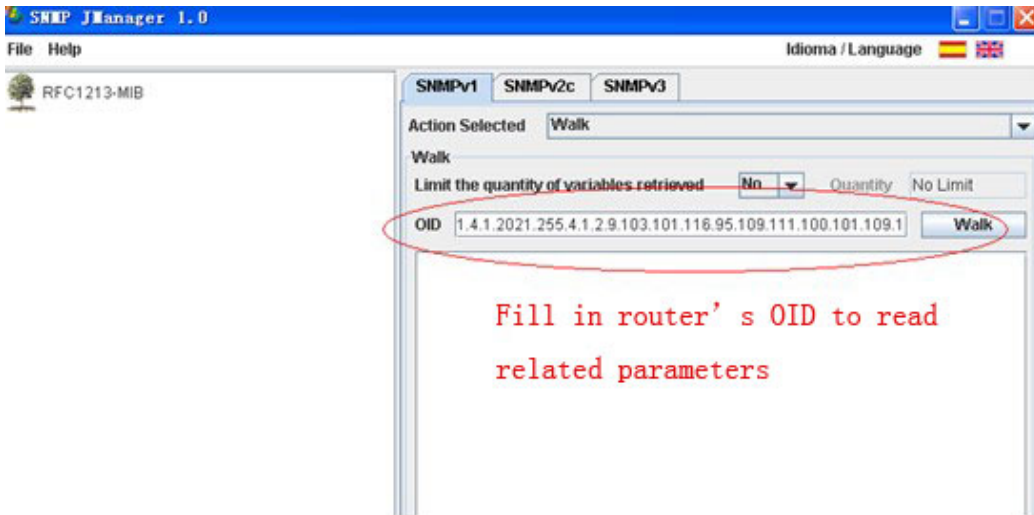 SNMP JManager 1.0
File Help
Idioma / Language
RFC1213-MIB
SNMPv1 SNMPv2c SNMPv3
Action Selected Walk
Walk
Limit the quantity of variables retrieved No Quantity No Limit
OID 1.4.1.2021.255.4.1.2.9.103.101.116.95.109.111.100.101.109.1 Walk
Fill in router’s OID to read
related parameters